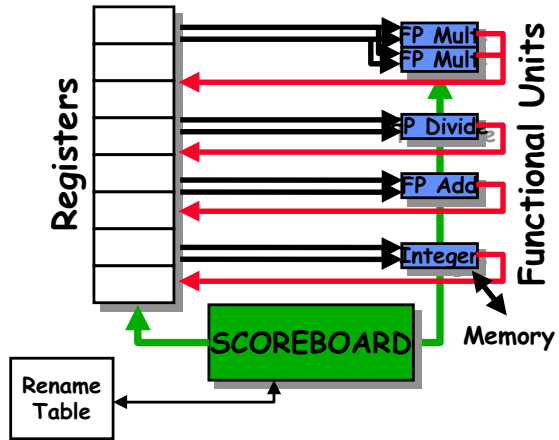 Registers
FP Mult
FP Mult
FP Divide
FP Add
Integer
Functional Units
SCOREBOARD
Memory
Rename
Table